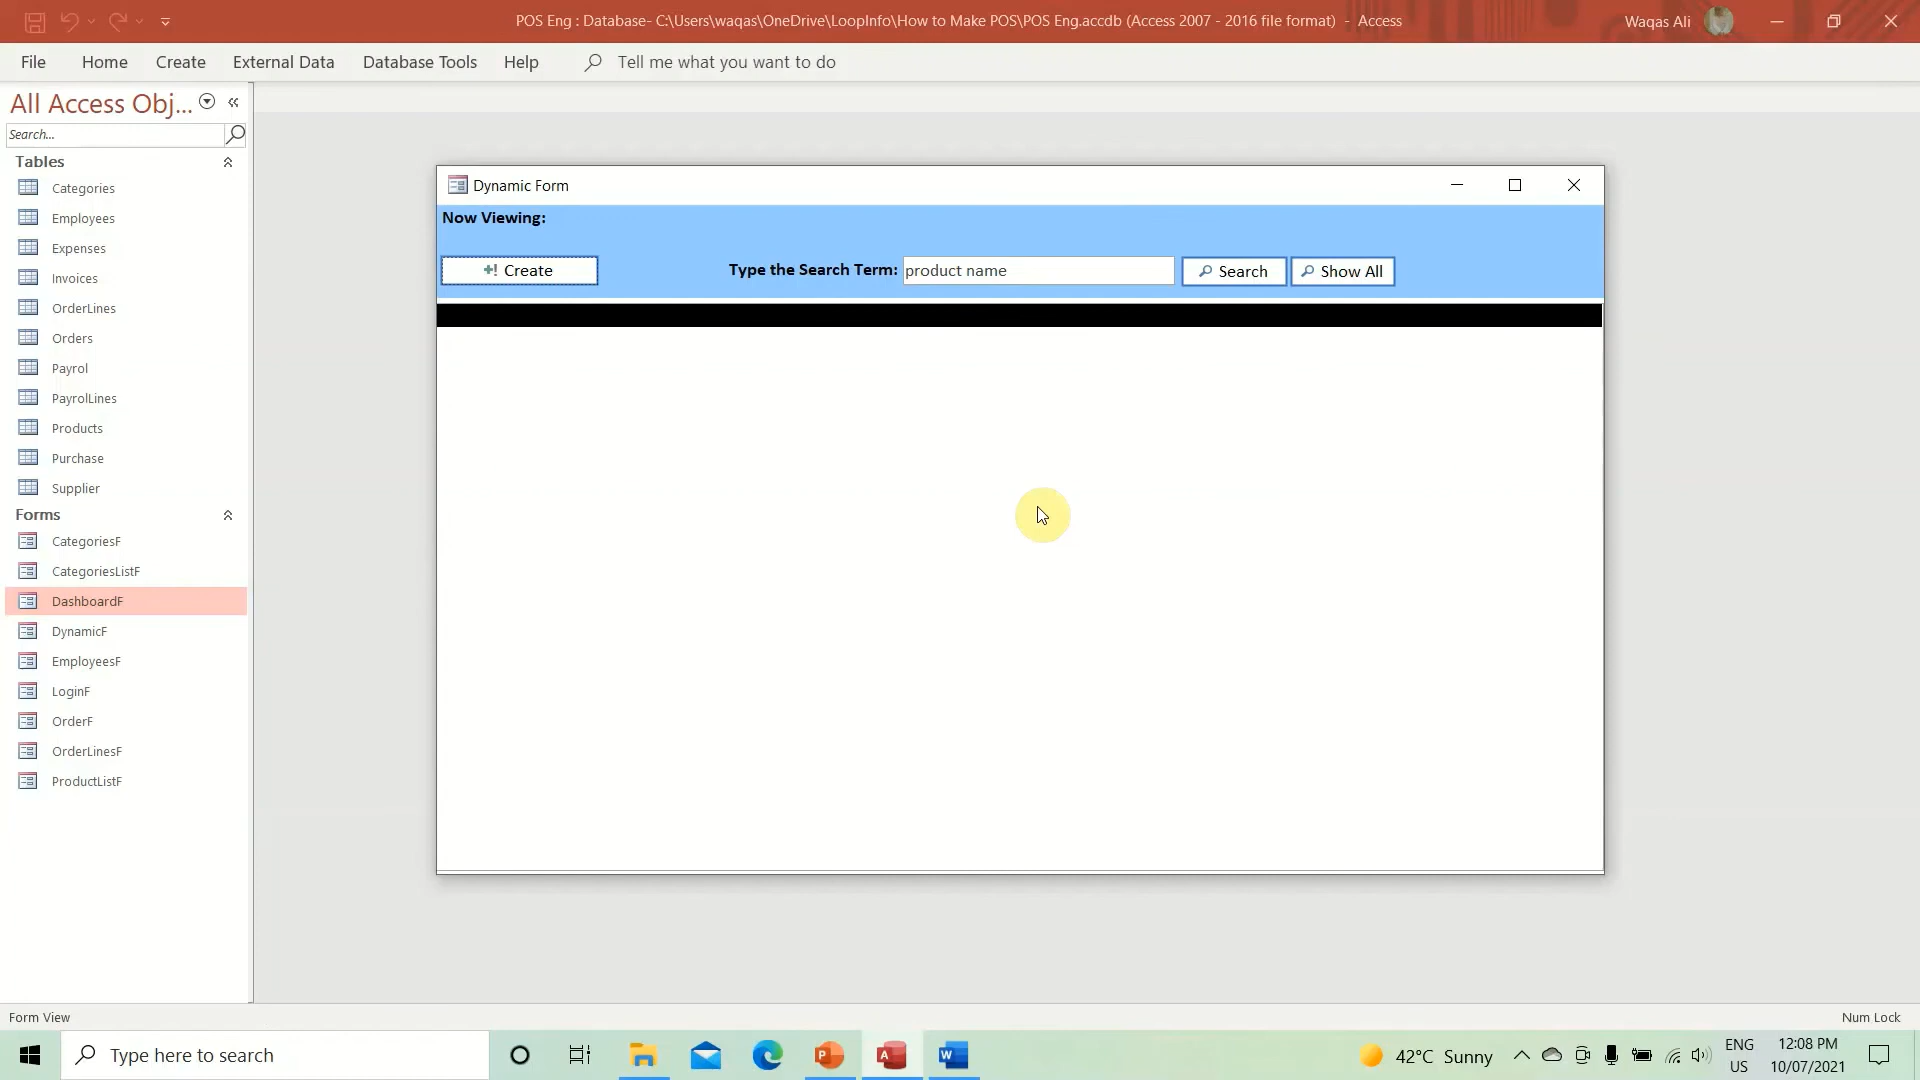 POS Eng : Database- C:\Users\waqas\OneDrive\LoopInfo\How to Make POS\POS Eng.accdb (Access 2007 - 2016 file format) - Access
Waqas Ali
File Home Create External Data Database Tools Help Tell me what you want to do
All Access Obj...
Search...
Tables
Categories
Employees
Expenses
Invoices
OrderLines
Orders
Payrol
PayrolLines
Products
Purchase
Supplier
Forms
CategoriesF
CategoriesListF
DashboardF
DynamicF
EmployeesF
LoginF
OrderF
OrderLinesF
ProductListF
Dynamic Form
Now Viewing:
Create Type the Search Term: product name Search Show All
Form View
Num Lock
Type here to search
42°C Sunny
ENG
US
12:08 PM
10/07/2021